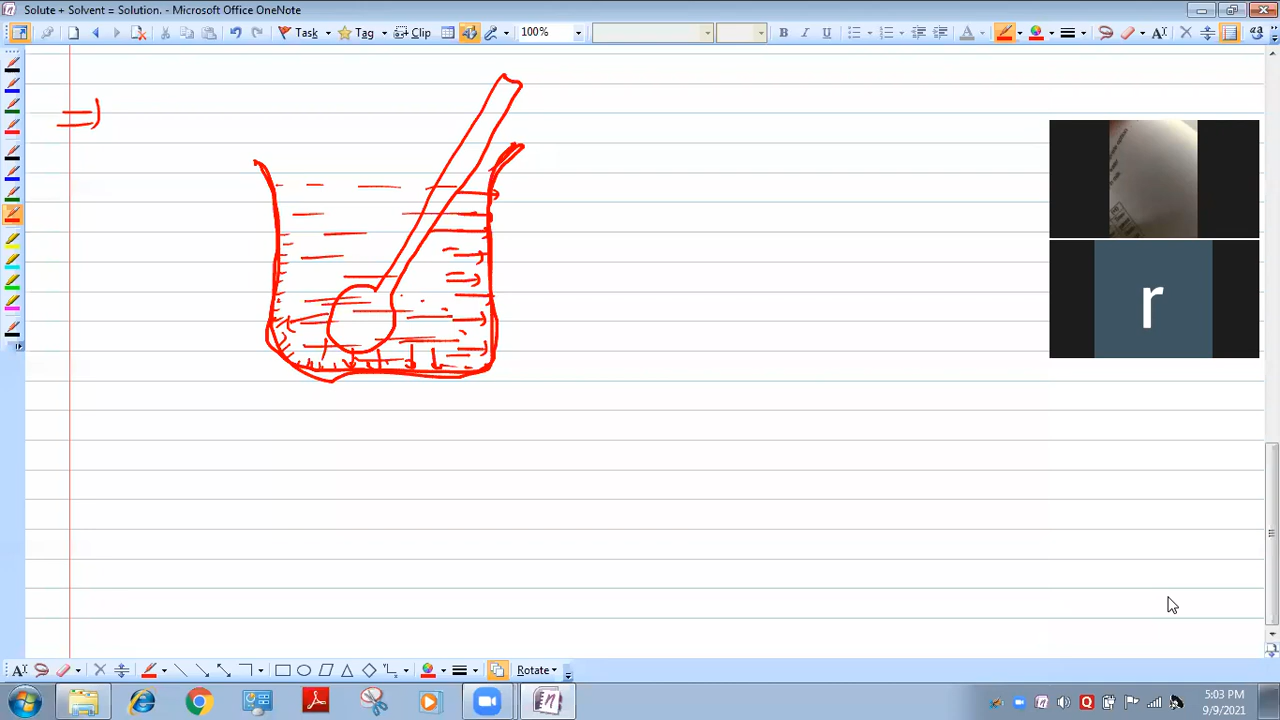 Solute + Solvent = Solution. - Microsoft Office OneNote
Task Tag Clip 100% B I U
=)
r
Rotate
5:03 PM
9/9/2021